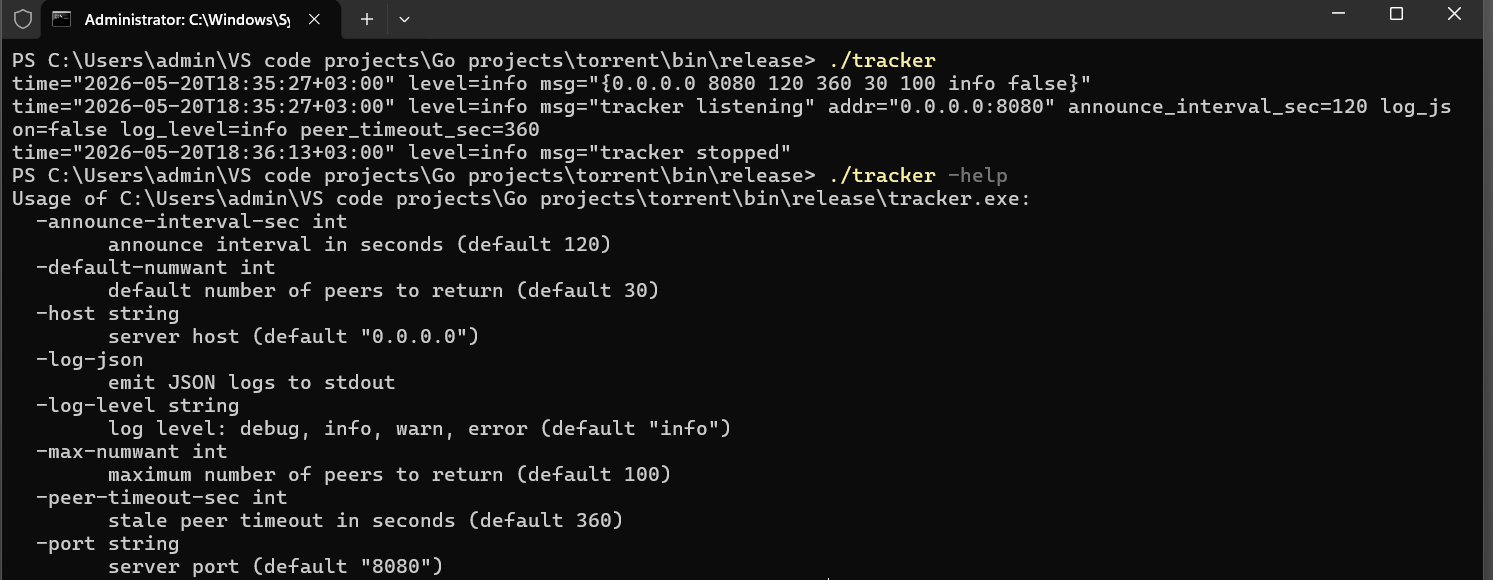 Administrator: C:\Windows\Sy
PS C:\Users\admin\VS code projects\Go projects\torrent\bin\release> ./tracker
time="2026-05-20T18:35:27+03:00" level=info msg="{0.0.0.0 8080 120 360 30 100 info false}"
time="2026-05-20T18:35:27+03:00" level=info msg="tracker listening" addr="0.0.0.0:8080" announce_interval_sec=120 log_js
on=false log_level=info peer_timeout_sec=360
time="2026-05-20T18:36:13+03:00" level=info msg="tracker stopped"
PS C:\Users\admin\VS code projects\Go projects\torrent\bin\release> ./tracker -help
Usage of C:\Users\admin\VS code projects\Go projects\torrent\bin\release\tracker.exe:
  -announce-interval-sec int
        announce interval in seconds (default 120)
  -default-numwant int
        default number of peers to return (default 30)
  -host string
        server host (default "0.0.0.0")
  -log-json
        emit JSON logs to stdout
  -log-level string
        log level: debug, info, warn, error (default "info")
  -max-numwant int
        maximum number of peers to return (default 100)
  -peer-timeout-sec int
        stale peer timeout in seconds (default 360)
  -port string
        server port (default "8080")